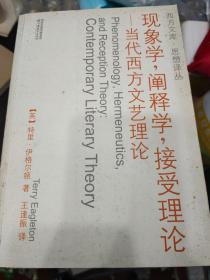 西方文库·思想译丛
现象学，阐释学，接受理论
——当代西方文艺理论
Phenomenology, Hermeneutics,
and Reception Theory:
Contemporary Literary Theory
【英】特里·伊格尔顿 著
Terry Eagleton
王逢振 译